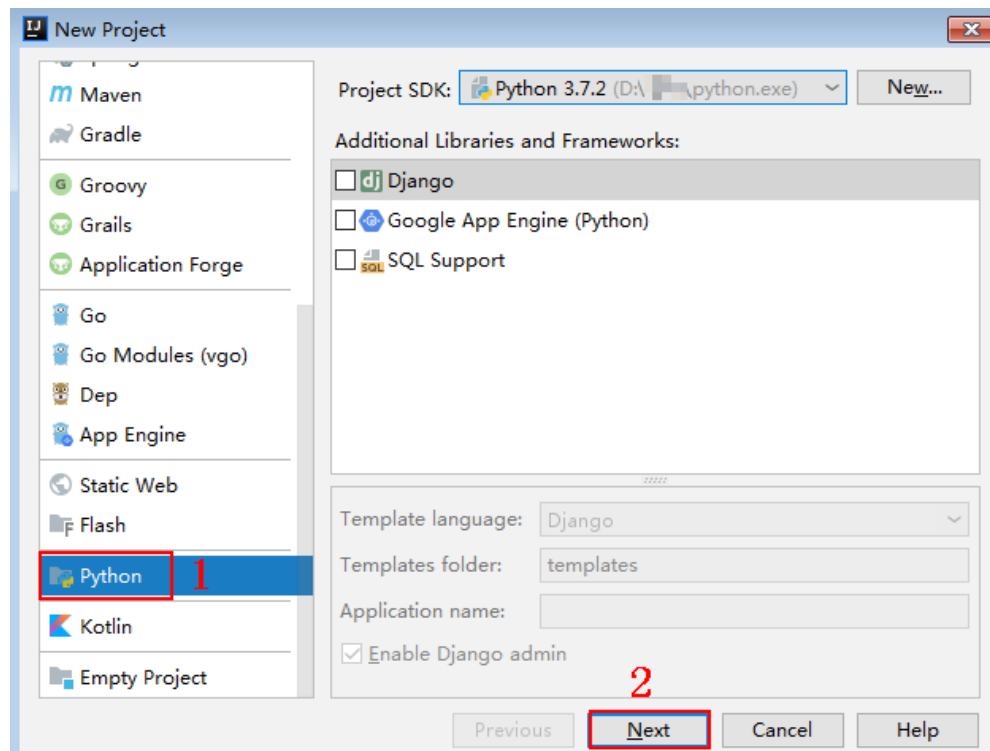 New Project
Maven
Gradle
Groovy
Grails
Application Forge
Go
Go Modules (vgo)
Dep
App Engine
Static Web
Flash
Python 1
Kotlin
Empty Project
Project SDK: Python 3.7.2 (D:\ \python.exe) New...
Additional Libraries and Frameworks:
dj Django
Google App Engine (Python)
SQL SQL Support
Template language: Django
Templates folder: templates
Application name:
Enable Django admin
2
Previous Next Cancel Help